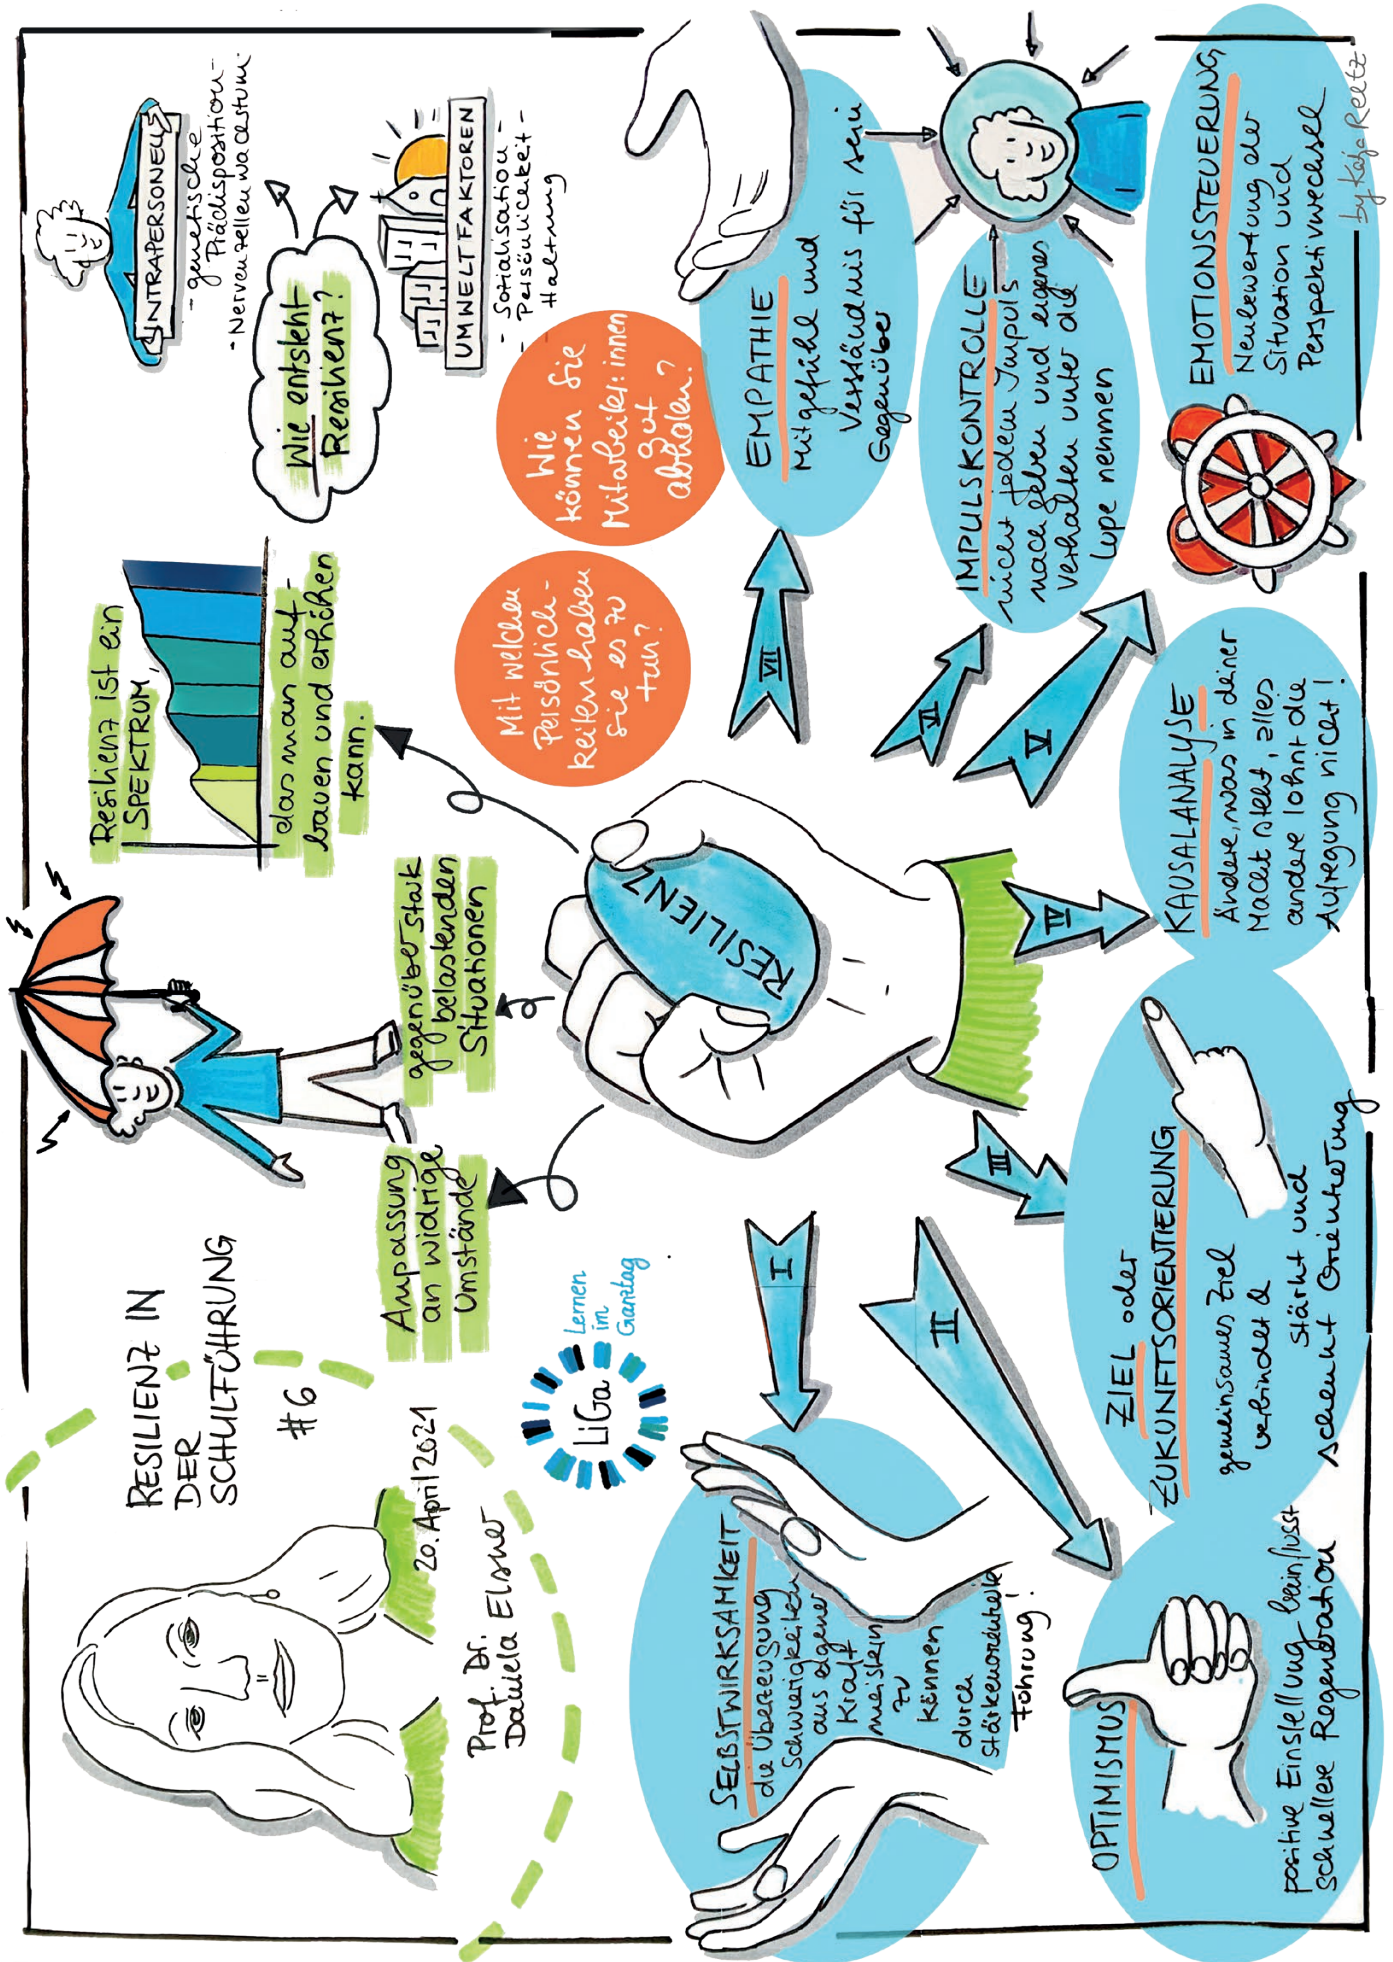 RESILIENZ IN
DER
SCHULFÜHRUNG
#6
20. April 2021
Prof. Dr.
Daniela Elsner
LiGa
Lernen
im
Ganztag
Anpassung
an widrige
Umstände
gegenüber stark
belastenden
Situationen
Resilienz ist ein
SPEKTRUM,
das man auf-
bauen und erhöhen
kann.
Wie entsteht
Resilienz?
INTRAPERSONELL
- genetische
Prädisposition
- Nervenzellenwachstum
UMWELTFAKTOREN
- Sozialisation -
- Persönlichkeit -
- Haltung
Mit welchen
Persönlich-
keiten haben
Sie es zu
tun?
Wie
können Sie
Mitarbeiter:innen
gut
abholen?
RESILIENZ
I
SELBSTWIRKSAMKEIT
die Überzeugung
Schwierigkeiten
aus eigener
Kraft
meistern
zu
können
durch
stärkenorientierte
Führung!
II
OPTIMISMUS
positive Einstellung beinflusst
schnellere Regeneration
III
ZIEL oder
ZUKUNFTSORIENTIERUNG
gemeinsames Ziel
verbindet &
stärkt und
schenkt Orientierung
IV
KAUSALANALYSE
Ändere, was in deiner
Macht steht, alles
andere lohnt die
Aufregung nicht!
V
EMOTIONSSTEUERUNG
Neubewertung der
Situation und
Perspektivwechsel
VI
IMPULSKONTROLLE
nicht jedem Impuls
nachgeben und eigenes
Verhalten unter die
Lupe nehmen
VII
EMPATHIE
Mitgefühl und
Verständnis für sein
Gegenüber
by Katja Reetz